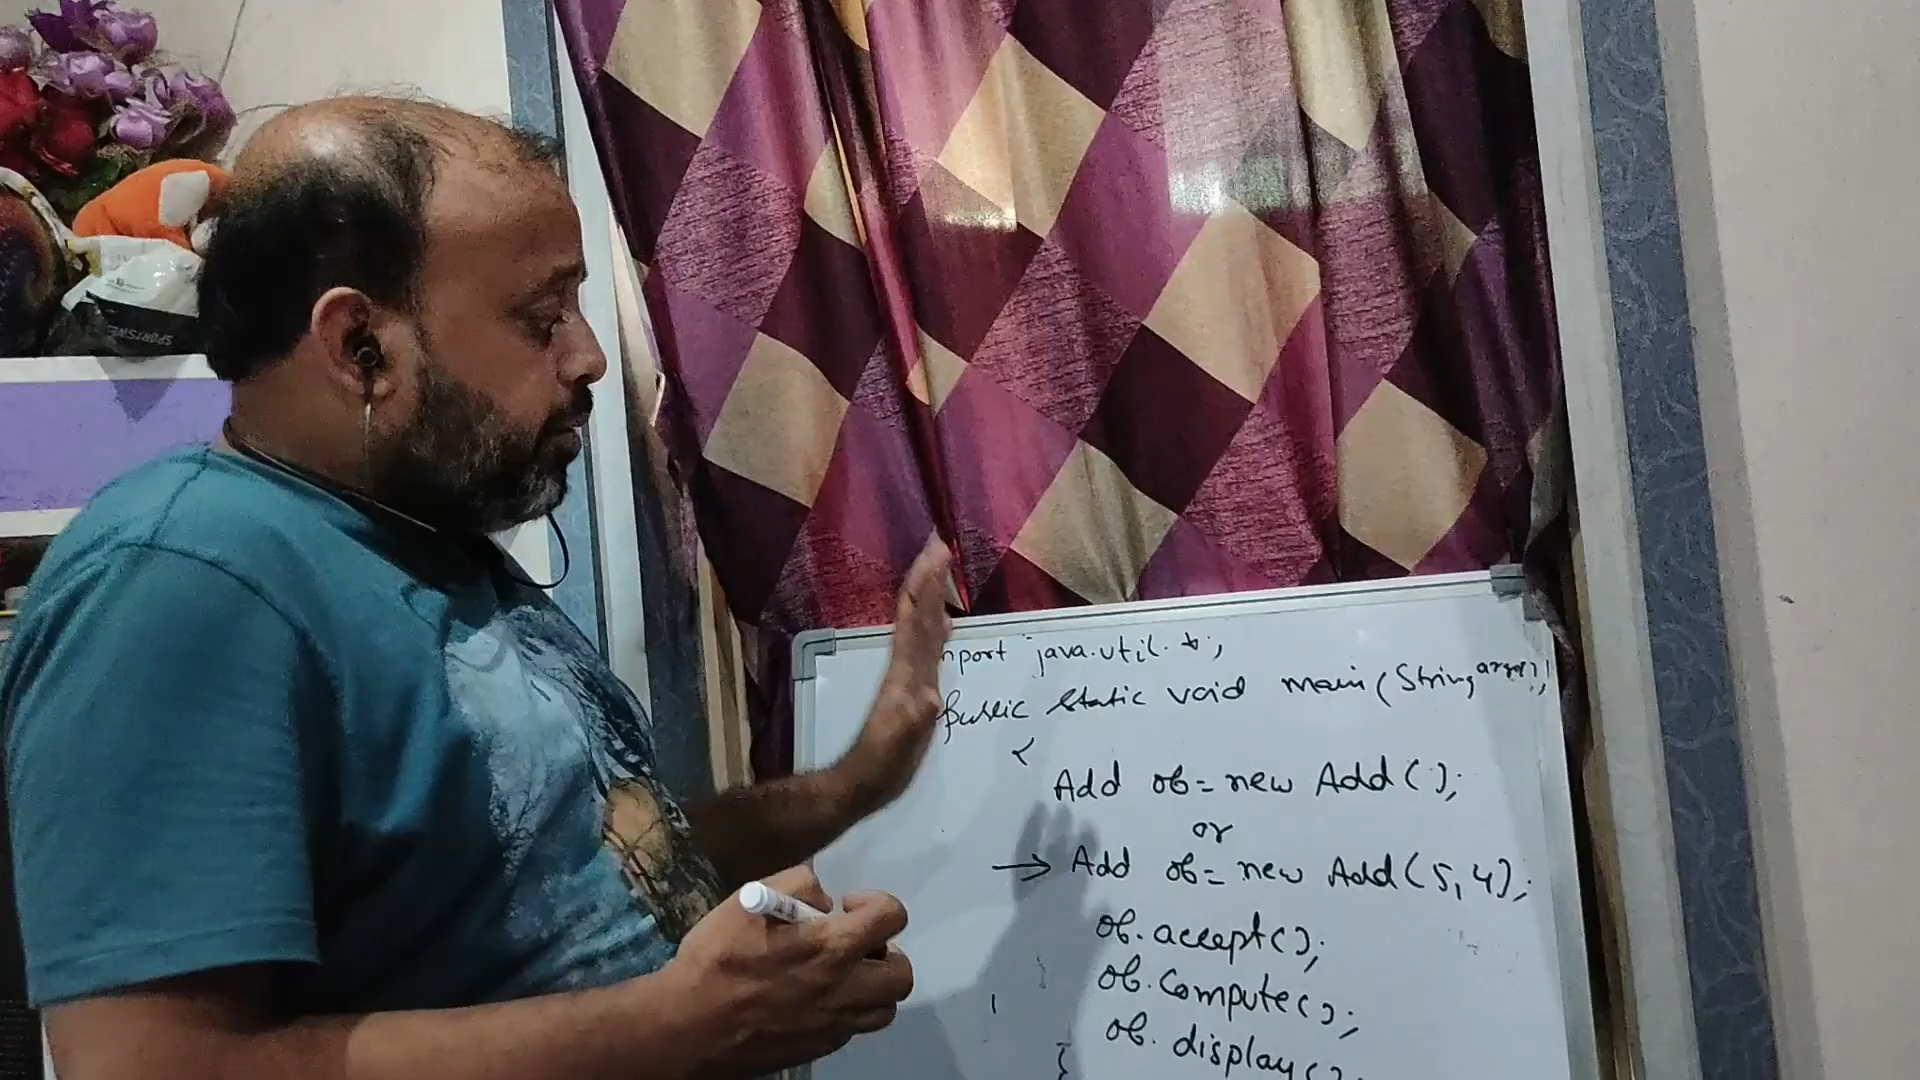 mport java.util.*;
public static void main(String args[])
{
Add ob= new Add();
or
→ Add ob= new Add(5,4);
ob.accept();
ob.compute();
ob.display();
}